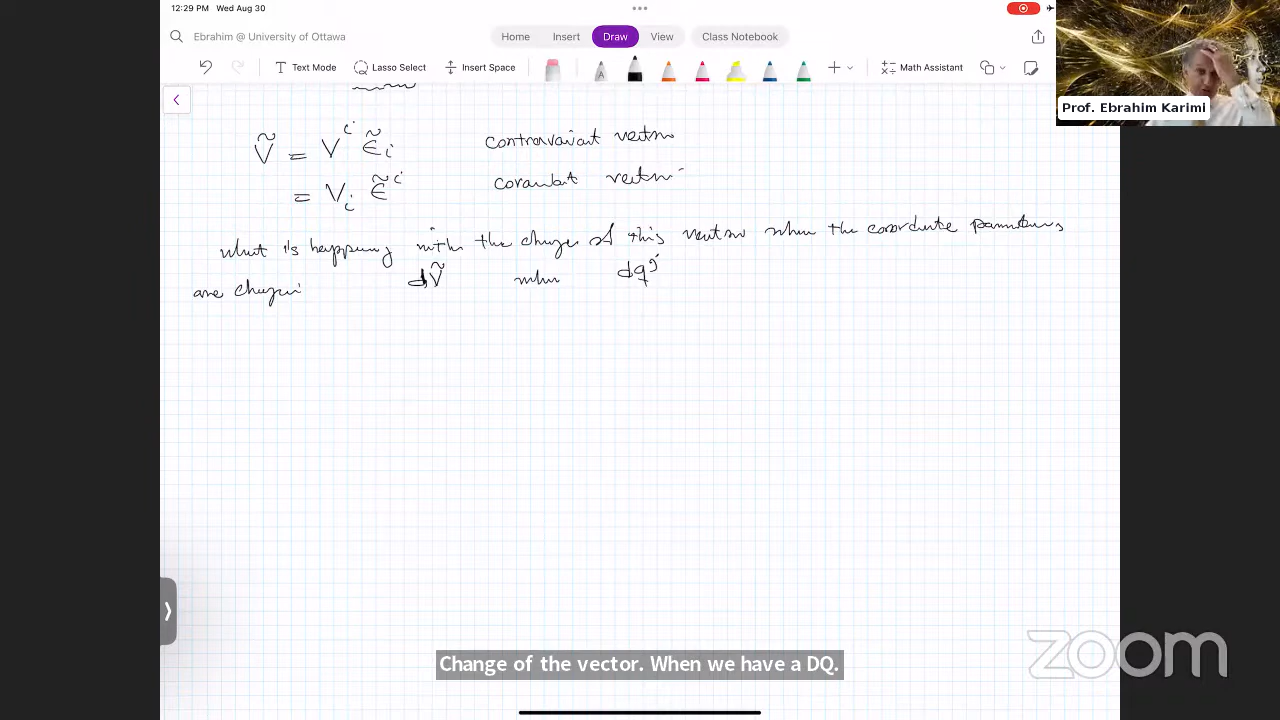 12:29 PM Wed Aug 30
Ebrahim @ University of Ottawa
Home Insert Draw View Class Notebook
Text Mode Lasso Select Insert Space Math Assistant
Prof. Ebrahim Karimi
Ṽ = Vⁱ ε̃ᵢ contravariant vector
= Vᵢ ε̃ⁱ covariant vector
what is happening with the change of this vector when the coordinate parameters
are changing dṼ when dqʲ
Change of the vector. When we have a DQ.
zoom